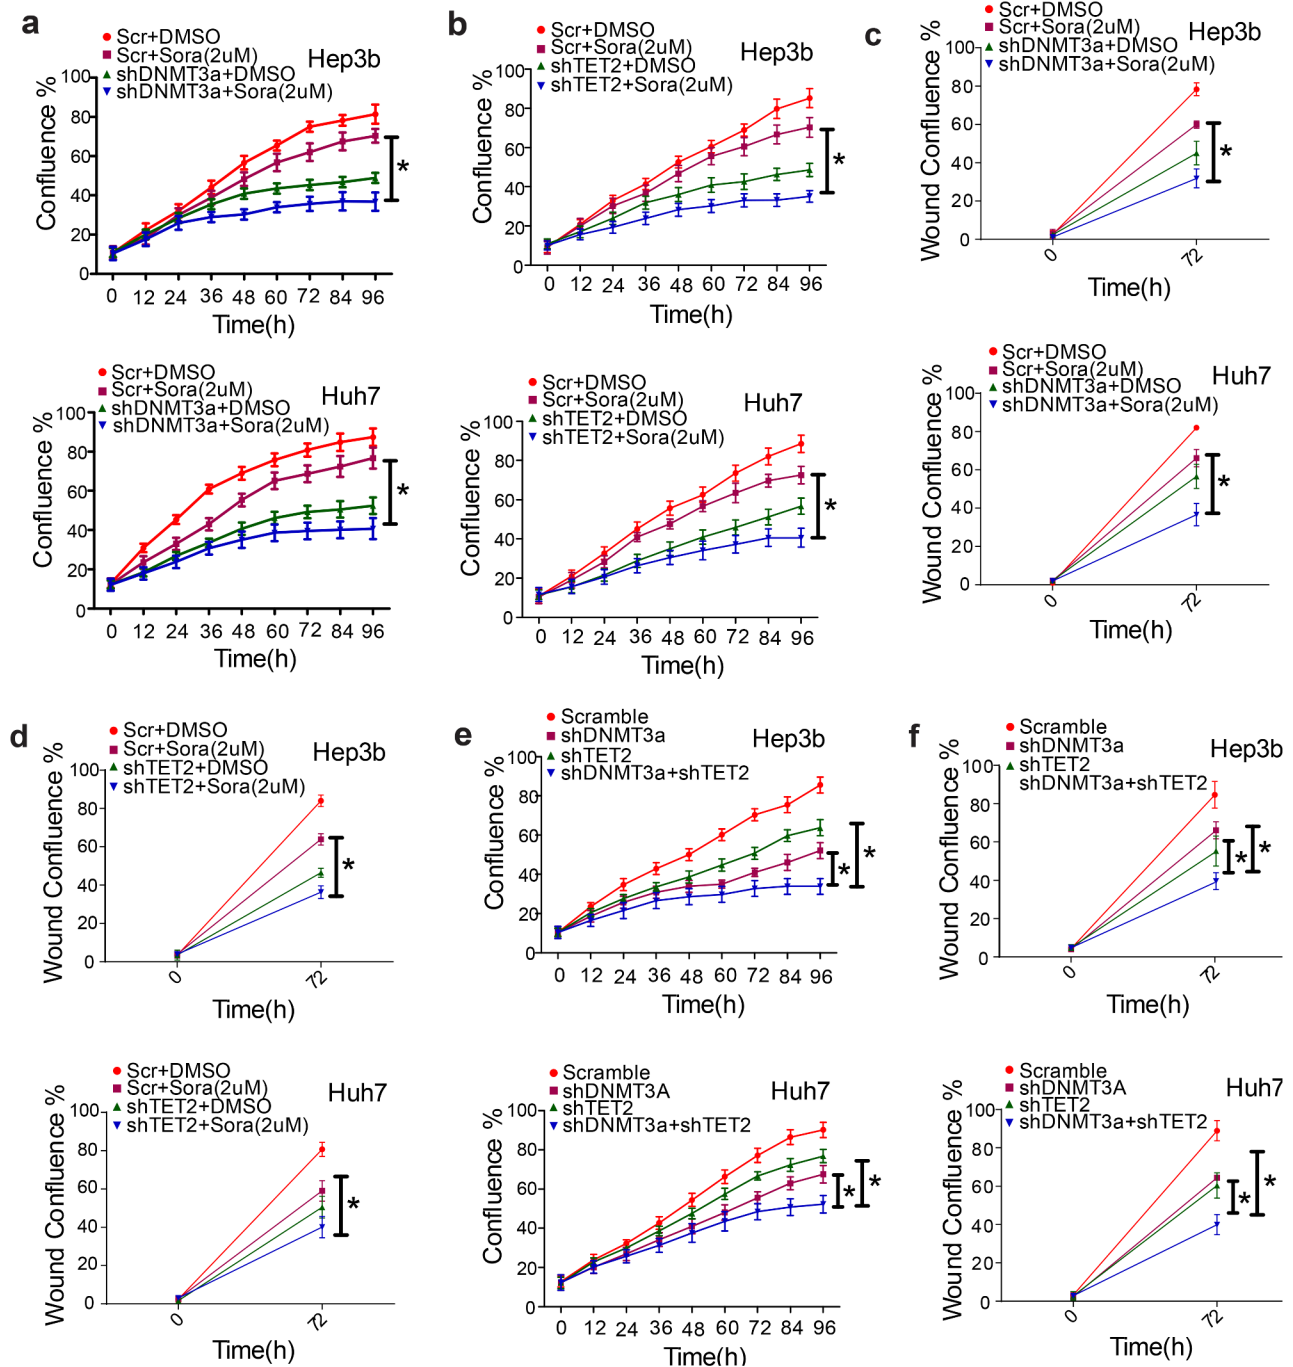 a
Scr+DMSO
Scr+Sora(2uM)
shDNMT3a+DMSO
shDNMT3a+Sora(2uM)
Hep3b
Confluence %
100
80
60
40
20
0
0 12 24 36 48 60 72 84 96
Time(h)
Scr+DMSO
Scr+Sora(2uM)
shDNMT3a+DMSO
shDNMT3a+Sora(2uM)
Huh7
Confluence %
100
80
60
40
20
0
*
0 12 24 36 48 60 72 84 96
Time(h)
*
b
Scr+DMSO
Scr+Sora(2uM)
shTET2+DMSO
shTET2+Sora(2uM)
Hep3b
Confluence %
100
80
60
40
20
0
*
0 12 24 36 48 60 72 84 96
Time(h)
Scr+DMSO
Scr+Sora(2uM)
shTET2+DMSO
shTET2+Sora(2uM)
Huh7
Confluence %
100
80
60
40
20
0
*
0 12 24 36 48 60 72 84 96
Time(h)
c
Scr+DMSO
Scr+Sora(2uM)
shDNMT3a+DMSO
shDNMT3a+Sora(2uM)
Hep3b
Wound Confluence %
100
80
60
40
20
0
*
0 72
Time(h)
Scr+DMSO
Scr+Sora(2uM)
shDNMT3a+DMSO
shDNMT3a+Sora(2uM)
Huh7
Wound Confluence %
100
80
60
40
20
0
*
0 72
Time(h)
d
Scr+DMSO
Scr+Sora(2uM)
shTET2+DMSO
shTET2+Sora(2uM)
Hep3b
Wound Confluence %
100
80
60
40
20
0
*
0 72
Time(h)
Scr+DMSO
Scr+Sora(2uM)
shTET2+DMSO
shTET2+Sora(2uM)
Huh7
Wound Confluence %
100
80
60
40
20
0
*
0 72
Time(h)
e
Scramble
shDNMT3a
shTET2
shDNMT3a+shTET2
Hep3b
Confluence %
100
80
60
40
20
0
* *
0 12 24 36 48 60 72 84 96
Time(h)
Scramble
shDNMT3A
shTET2
shDNMT3a+shTET2
Huh7
Confluence %
100
80
60
40
20
0
* *
0 12 24 36 48 60 72 84 96
Time(h)
f
Scramble
shDNMT3a
shTET2
shDNMT3a+shTET2
Hep3b
Wound Confluence %
100
80
60
40
20
0
* *
0 72
Time(h)
Scramble
shDNMT3A
shTET2
shDNMT3a+shTET2
Huh7
Wound Confluence %
100
80
60
40
20
0
* *
0 72
Time(h)